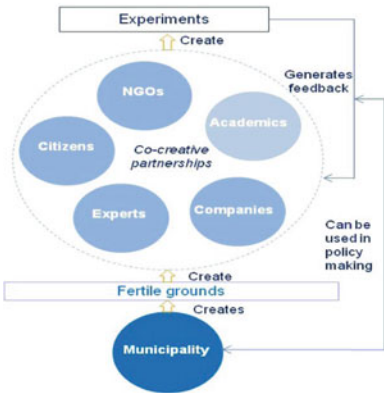 Experiments
Create
Generates
feedback
NGOs
Academics
Citizens
Co-creative
partnerships
Experts
Companies
Can be
used in
policy
making
Create
Fertile grounds
Creates
Municipality